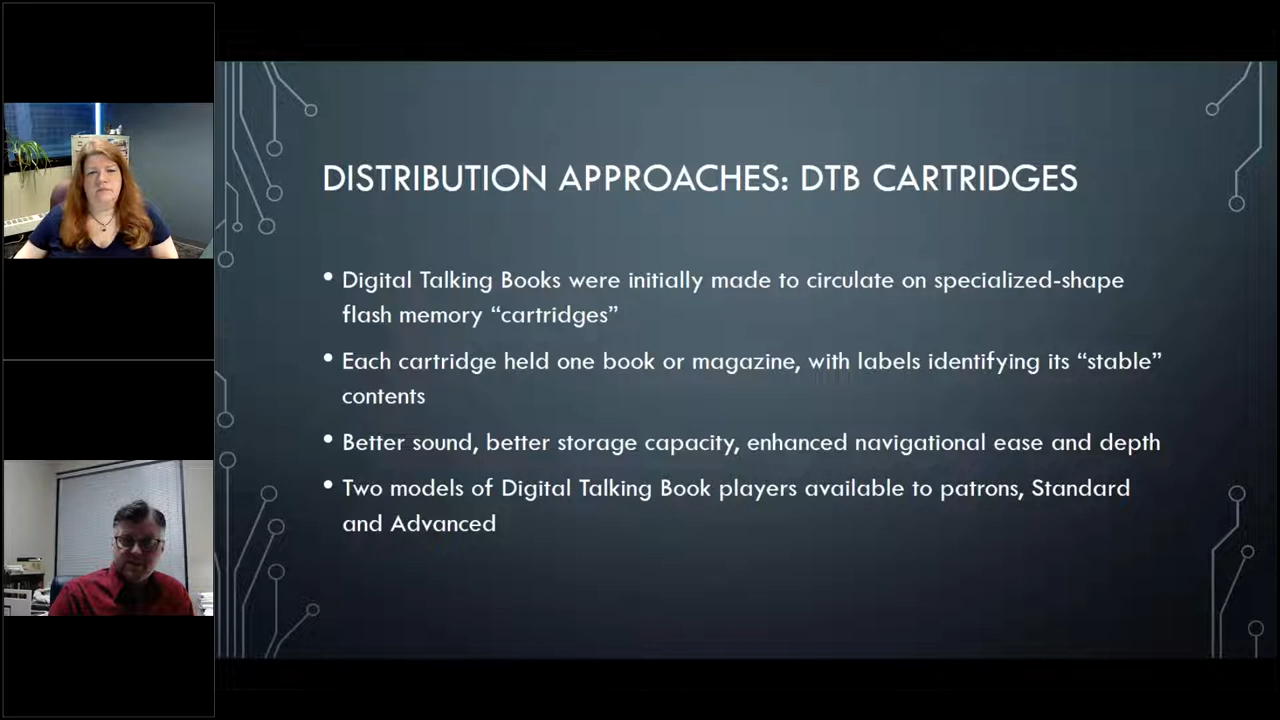 DISTRIBUTION APPROACHES: DTB CARTRIDGES
• Digital Talking Books were initially made to circulate on specialized-shape
flash memory “cartridges”
• Each cartridge held one book or magazine, with labels identifying its “stable”
contents
• Better sound, better storage capacity, enhanced navigational ease and depth
• Two models of Digital Talking Book players available to patrons, Standard
and Advanced